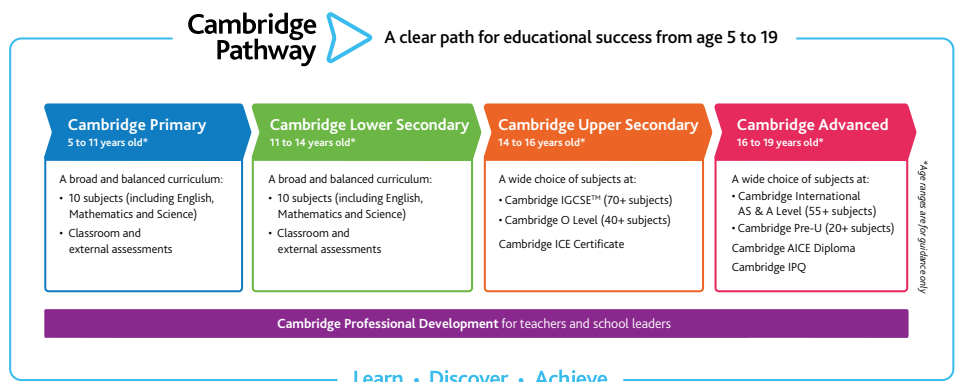 Cambridge
Pathway
A clear path for educational success from age 5 to 19
Cambridge Primary
5 to 11 years old*
A broad and balanced curriculum:
• 10 subjects (including English,
Mathematics and Science)
• Classroom and
external assessments
Cambridge Lower Secondary
11 to 14 years old*
A broad and balanced curriculum:
• 10 subjects (including English,
Mathematics and Science)
• Classroom and
external assessments
Cambridge Upper Secondary
14 to 16 years old*
A wide choice of subjects at:
• Cambridge IGCSE™ (70+ subjects)
• Cambridge O Level (40+ subjects)
Cambridge ICE Certificate
Cambridge Advanced
16 to 19 years old*
A wide choice of subjects at:
• Cambridge International
AS & A Level (55+ subjects)
• Cambridge Pre-U (20+ subjects)
Cambridge AICE Diploma
Cambridge IPQ
*Age ranges are for guidance only
Cambridge Professional Development for teachers and school leaders
Learn • Discover • Achieve